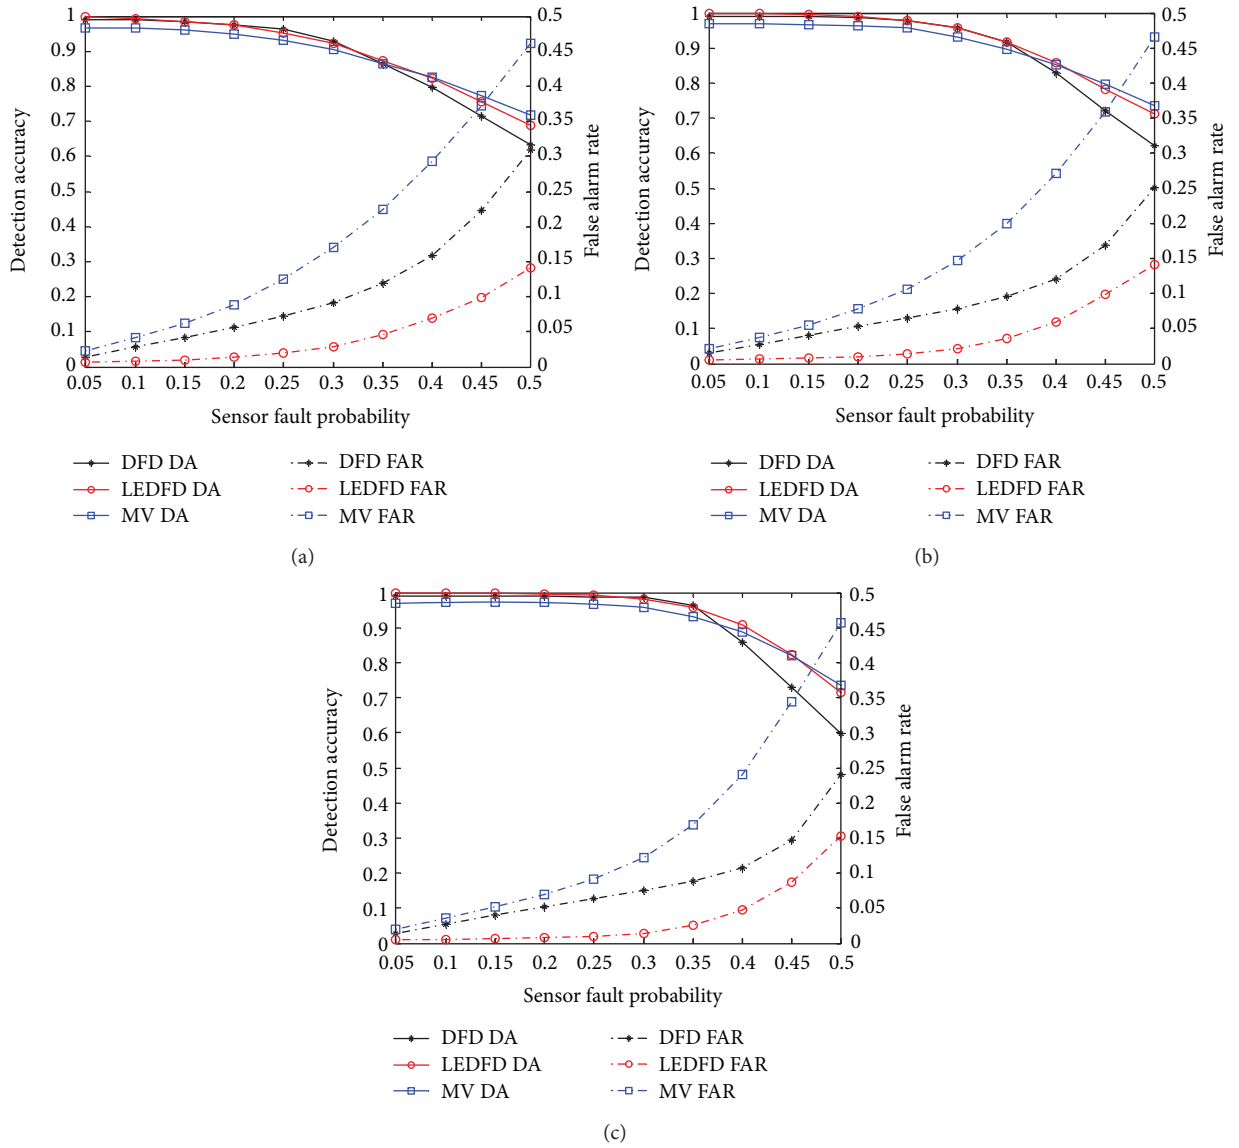 1
0.9
0.8
0.7
0.6
0.5
0.4
0.3
0.2
0.1
0
Detection accuracy
0.5
0.45
0.4
0.35
0.3
0.25
0.2
0.15
0.1
0.05
0
False alarm rate
0.05 0.1 0.15 0.2 0.25 0.3 0.35 0.4 0.45 0.5
Sensor fault probability
DFD DA
LEDFD DA
MV DA
DFD FAR
LEDFD FAR
MV FAR
(a)
1
0.9
0.8
0.7
0.6
0.5
0.4
0.3
0.2
0.1
0
Detection accuracy
0.5
0.45
0.4
0.35
0.3
0.25
0.2
0.15
0.1
0.05
0
False alarm rate
0.05 0.1 0.15 0.2 0.25 0.3 0.35 0.4 0.45 0.5
Sensor fault probability
DFD DA
LEDFD DA
MV DA
DFD FAR
LEDFD FAR
MV FAR
(b)
1
0.9
0.8
0.7
0.6
0.5
0.4
0.3
0.2
0.1
0
Detection accuracy
0.5
0.45
0.4
0.35
0.3
0.25
0.2
0.15
0.1
0.05
0
False alarm rate
0.05 0.1 0.15 0.2 0.25 0.3 0.35 0.4 0.45 0.5
Sensor fault probability
DFD DA
LEDFD DA
MV DA
DFD FAR
LEDFD FAR
MV FAR
(c)